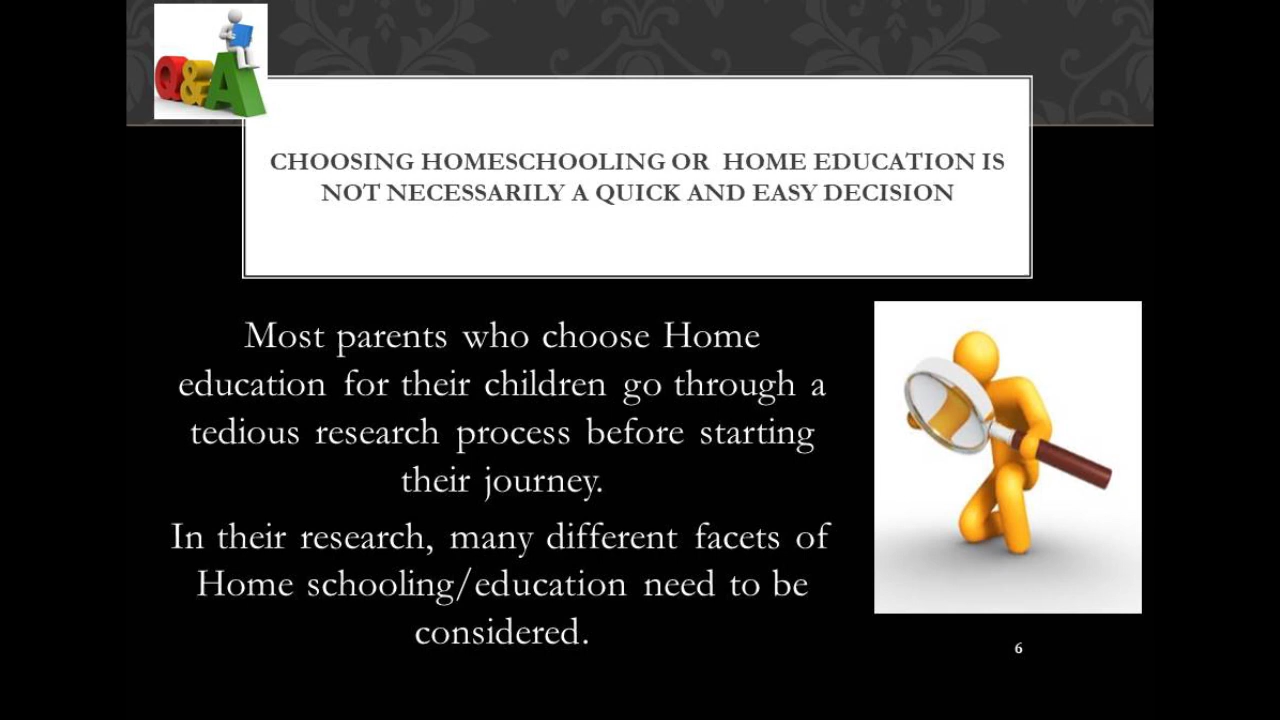 Q&A
CHOOSING HOMESCHOOLING OR HOME EDUCATION IS
NOT NECESSARILY A QUICK AND EASY DECISION
Most parents who choose Home
education for their children go through a
tedious research process before starting
their journey.
In their research, many different facets of
Home schooling/education need to be
considered.
6